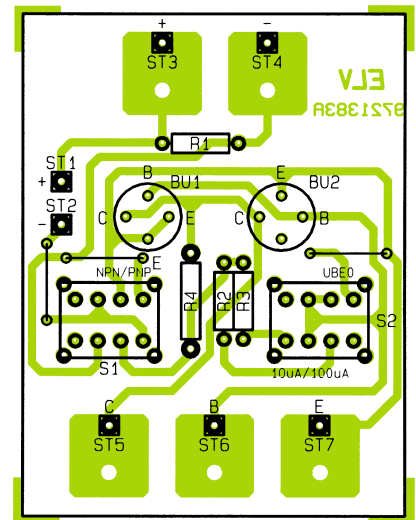 + -
ST3 ST4
ELV
9721383A
R1
ST1
+
ST2
-
B E
BU1 BU2
C E C B
E
NPN/PNP UBE0
R4 R2 R3
S2
S1
10uA/100uA
C B E
ST5 ST6 ST7